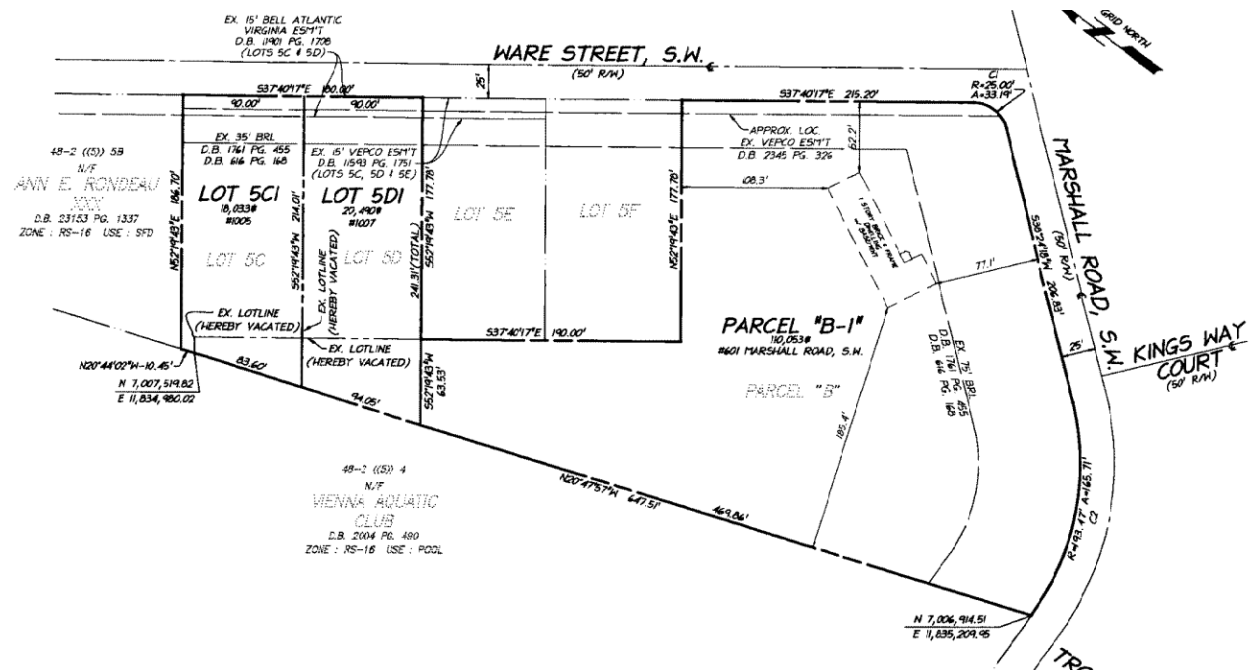 EX. 15' BELL ATLANTIC
VIRGINIA ESM'T
D.B. 11901 PG. 1708
(LOTS 5C & 5D)
WARE STREET, S.W.
(50' R/W)
25'
GRID NORTH
C1
R=25.00'
A=33.19'
S37°40'17"E 180.00'
90.00'
90.00'
S37°40'17"E 215.20'
EX. 35' BRL
D.B. 1761 PG. 455
D.B. 616 PG. 168
EX. 15' VEPCO ESM'T
D.B. 11593 PG. 1751
(LOTS 5C, 5D & 5E)
APPROX. LOC.
EX. VEPCO ESM'T
D.B. 2345 PG. 326
62.2'
108.3'
48-2 ((5)) 5B
N/F
ANN E. RONDEAU
XXX
D.B. 23153 PG. 1337
ZONE : RS-16 USE : SFD
N52°19'43"E 186.70'
LOT 5C1
18,033#
#1005
LOT 5C
S52°19'43"W 214.01'
LOT 5D1
20,490#
#1007
LOT 5D
241.31'(TOTAL)
S52°19'43"W 177.78'
LOT 5E
LOT 5F
N52°19'43"E 177.78'
1 STORY BRICK & FRAME
DWELLING
BASEMENT
77.1'
MARSHALL ROAD, S.W.
(50' R/W)
S38°24'18"W 206.83'
25'
KINGS WAY
COURT
(50' R/W)
EX. LOTLINE
(HEREBY VACATED)
EX. LOTLINE
(HEREBY VACATED)
EX. LOTLINE
(HEREBY VACATED)
S37°40'17"E 190.00'
PARCEL "B-1"
110,053#
#601 MARSHALL ROAD, S.W.
PARCEL "B"
EX. 75' BRL
D.B. 1761 PG. 455
D.B. 616 PG. 168
N20°44'02"W-10.45'
N 7,007,519.82
E 11,834,980.02
83.60'
94.05'
S52°19'43"W
63.53'
185.4'
N20°47'57"W 647.51'
469.86'
R=193.47' A=165.71'
C2
48-2 ((5)) 4
N/F
VIENNA AQUATIC
CLUB
D.B. 2004 PG. 490
ZONE : RS-16 USE : POOL
N 7,006,914.51
E 11,835,209.95